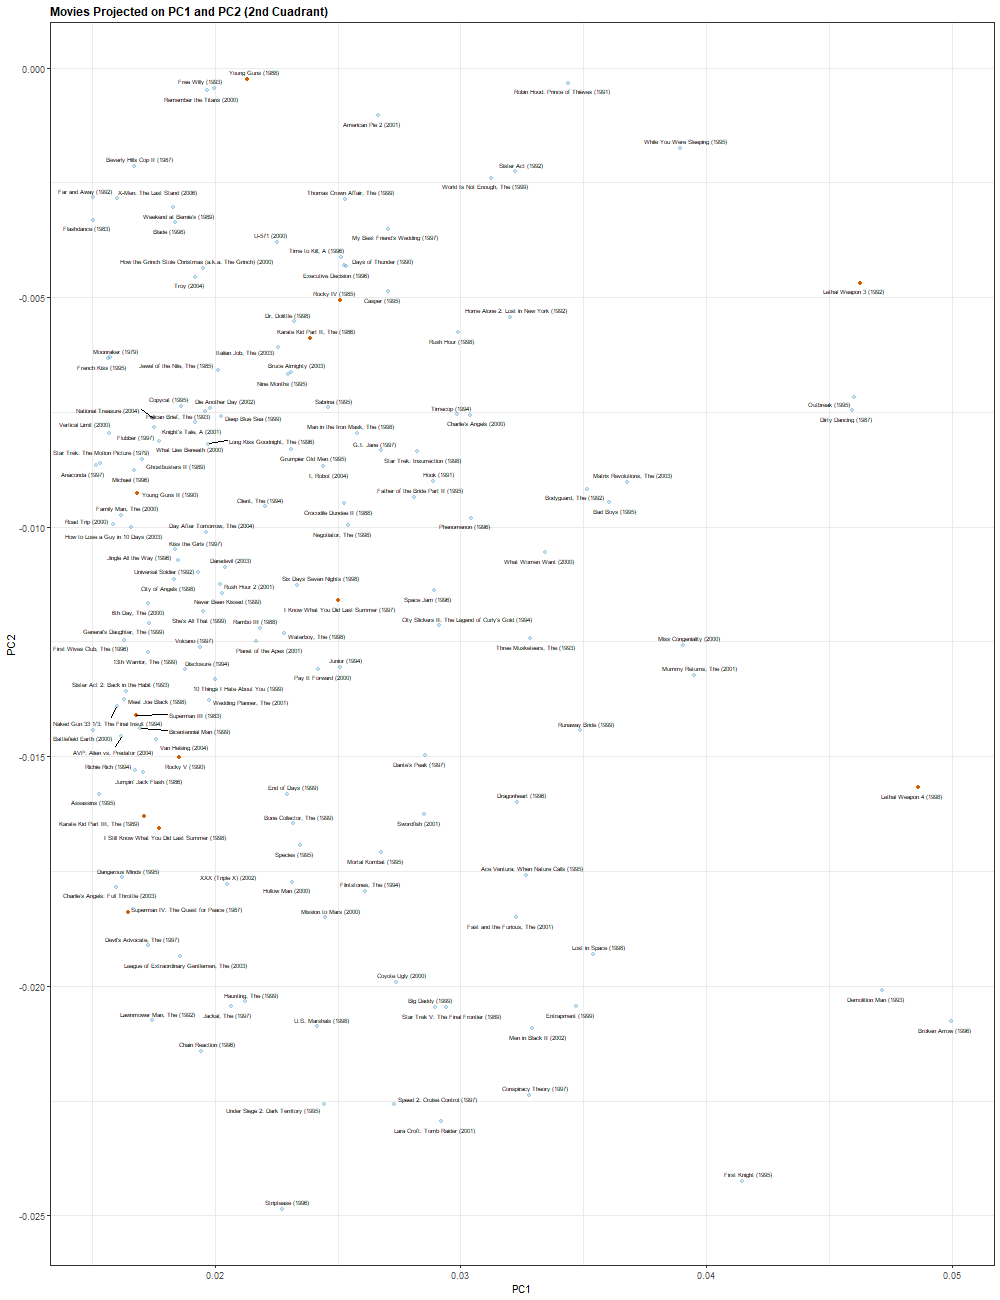 Movies Projected on PC1 and PC2 (2nd Cuadrant)
0.000
Young Guns (1988)
Free Willy (1993)
Robin Hood: Prince of Thieves (1991)
Remember the Titans (2000)
American Pie 2 (2001)
While You Were Sleeping (1995)
Beverly Hills Cop II (1987)
Sister Act (1992)
World Is Not Enough, The (1999)
Far and Away (1992)
X-Men: The Last Stand (2006)
Thomas Crown Affair, The (1999)
Weekend at Bernie's (1989)
Flashdance (1983)
Blade (1998)
U-571 (2000)
My Best Friend's Wedding (1997)
Time to Kill, A (1996)
How the Grinch Stole Christmas (a.k.a. The Grinch) (2000)
Days of Thunder (1990)
Executive Decision (1996)
Troy (2004)
Lethal Weapon 3 (1992)
Rocky IV (1985)
-0.005
Casper (1995)
Home Alone 2: Lost in New York (1992)
Dr. Dolittle (1998)
Karate Kid Part II, The (1986)
Rush Hour (1998)
Moonraker (1979)
Italian Job, The (2003)
French Kiss (1995)
Jewel of the Nile, The (1985)
Bruce Almighty (2003)
Nine Months (1995)
Copycat (1995)
Die Another Day (2002)
Sabrina (1995)
Outbreak (1995)
National Treasure (2004)
Pelican Brief, The (1993)
Deep Blue Sea (1999)
Timecop (1994)
Dirty Dancing (1987)
Vertical Limit (2000)
Charlie's Angels (2000)
Man in the Iron Mask, The (1998)
Knight's Tale, A (2001)
Flubber (1997)
Long Kiss Goodnight, The (1996)
G.I. Jane (1997)
What Lies Beneath (2000)
Star Trek: The Motion Picture (1979)
Grumpier Old Men (1995)
Star Trek: Insurrection (1998)
Ghostbusters II (1989)
Anaconda (1997)
I, Robot (2004)
Hook (1991)
Matrix Revolutions, The (2003)
Michael (1996)
Father of the Bride Part II (1995)
Young Guns II (1990)
Bodyguard, The (1992)
Client, The (1994)
Family Man, The (2000)
Crocodile Dundee II (1988)
Bad Boys (1995)
Road Trip (2000)
Day After Tomorrow, The (2004)
-0.010
Phenomenon (1996)
How to Lose a Guy in 10 Days (2003)
Negotiator, The (1998)
Kiss the Girls (1997)
Jingle All the Way (1996)
Daredevil (2003)
What Women Want (2000)
Universal Soldier (1992)
Six Days Seven Nights (1998)
City of Angels (1998)
Rush Hour 2 (2001)
Space Jam (1996)
Never Been Kissed (1999)
6th Day, The (2000)
I Know What You Did Last Summer (1997)
She's All That (1999)
Rambo III (1988)
City Slickers II: The Legend of Curly's Gold (1994)
General's Daughter, The (1999)
Waterboy, The (1998)
Miss Congeniality (2000)
First Wives Club, The (1996)
Volcano (1997)
Planet of the Apes (2001)
Three Musketeers, The (1993)
13th Warrior, The (1999)
Disclosure (1994)
Junior (1994)
Mummy Returns, The (2001)
Pay It Forward (2000)
Sister Act 2: Back in the Habit (1993)
10 Things I Hate About You (1999)
Meet Joe Black (1998)
Wedding Planner, The (2001)
Superman III (1983)
Naked Gun 33 1/3: The Final Insult (1994)
Runaway Bride (1999)
Bicentennial Man (1999)
Battlefield Earth (2000)
Van Helsing (2004)
AVP: Alien vs. Predator (2004)
-0.015
Richie Rich (1994)
Rocky V (1990)
Dante's Peak (1997)
Jumpin' Jack Flash (1986)
End of Days (1999)
Dragonheart (1996)
Lethal Weapon 4 (1998)
Assassins (1995)
Bone Collector, The (1999)
Karate Kid Part III, The (1989)
Swordfish (2001)
I Still Know What You Did Last Summer (1998)
Species (1995)
Mortal Kombat (1995)
Dangerous Minds (1995)
Ace Ventura: When Nature Calls (1995)
XXX (Triple X) (2002)
Flintstones, The (1994)
Charlie's Angels: Full Throttle (2003)
Hollow Man (2000)
Superman IV: The Quest for Peace (1987)
Mission to Mars (2000)
Fast and the Furious, The (2001)
Devil's Advocate, The (1997)
Lost in Space (1998)
League of Extraordinary Gentlemen, The (2003)
Coyote Ugly (2000)
-0.020
Haunting, The (1999)
Big Daddy (1999)
Demolition Man (1993)
Lawnmower Man, The (1992)
Jackal, The (1997)
U.S. Marshals (1998)
Star Trek V: The Final Frontier (1989)
Entrapment (1999)
Broken Arrow (1996)
Men in Black II (2002)
Chain Reaction (1996)
Conspiracy Theory (1997)
Speed 2: Cruise Control (1997)
Under Siege 2: Dark Territory (1995)
Lara Croft: Tomb Raider (2001)
First Knight (1995)
Striptease (1996)
-0.025
0.02
0.03
0.04
0.05
PC1
PC2